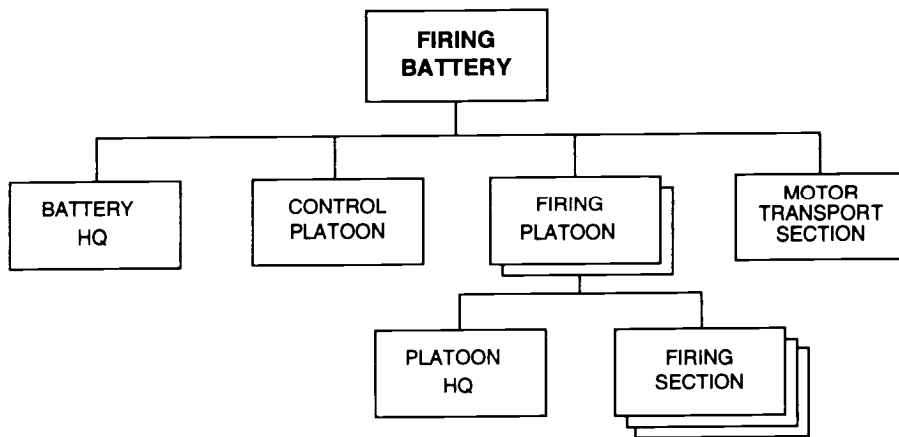 FIRING
BATTERY
BATTERY
HQ
CONTROL
PLATOON
FIRING
PLATOON
MOTOR
TRANSPORT
SECTION
PLATOON
HQ
FIRING
SECTION